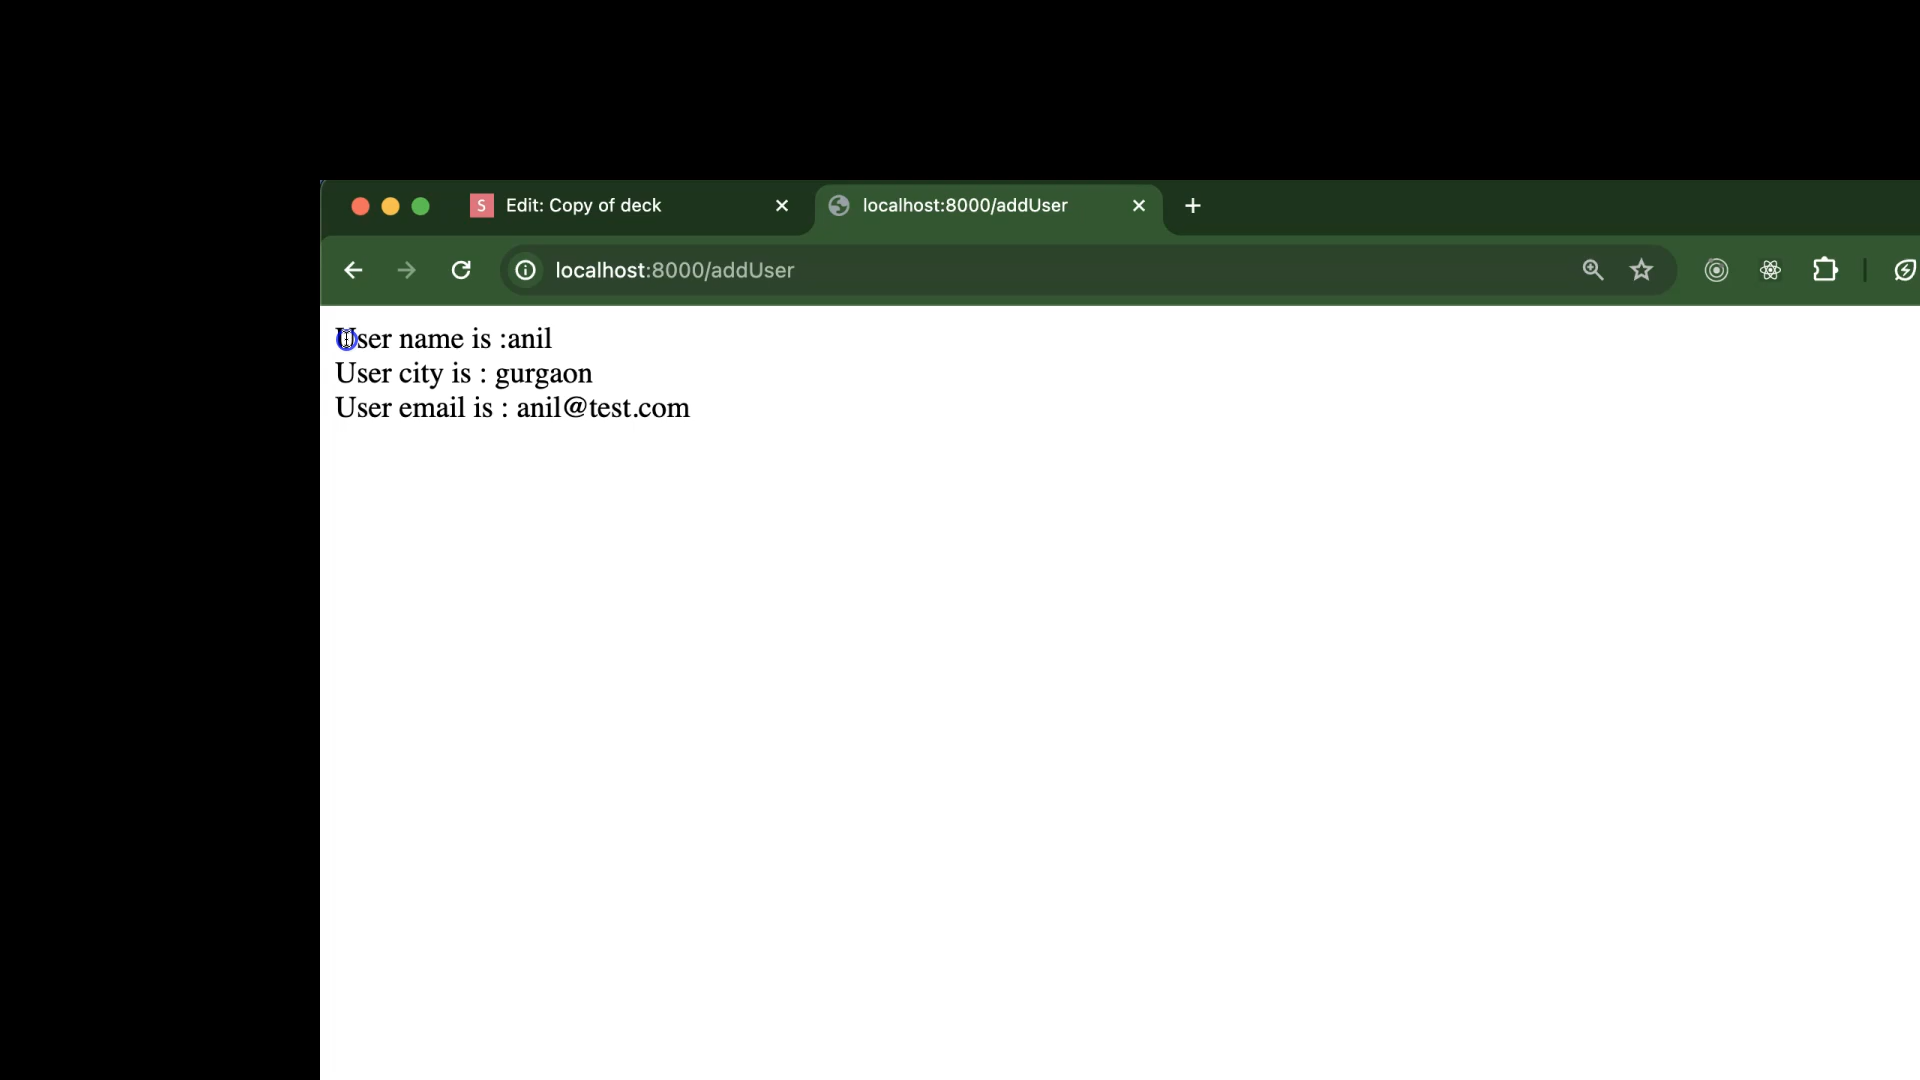 S Edit: Copy of deck
localhost:8000/addUser
localhost:8000/addUser
User name is :anil
User city is : gurgaon
User email is : anil@test.com